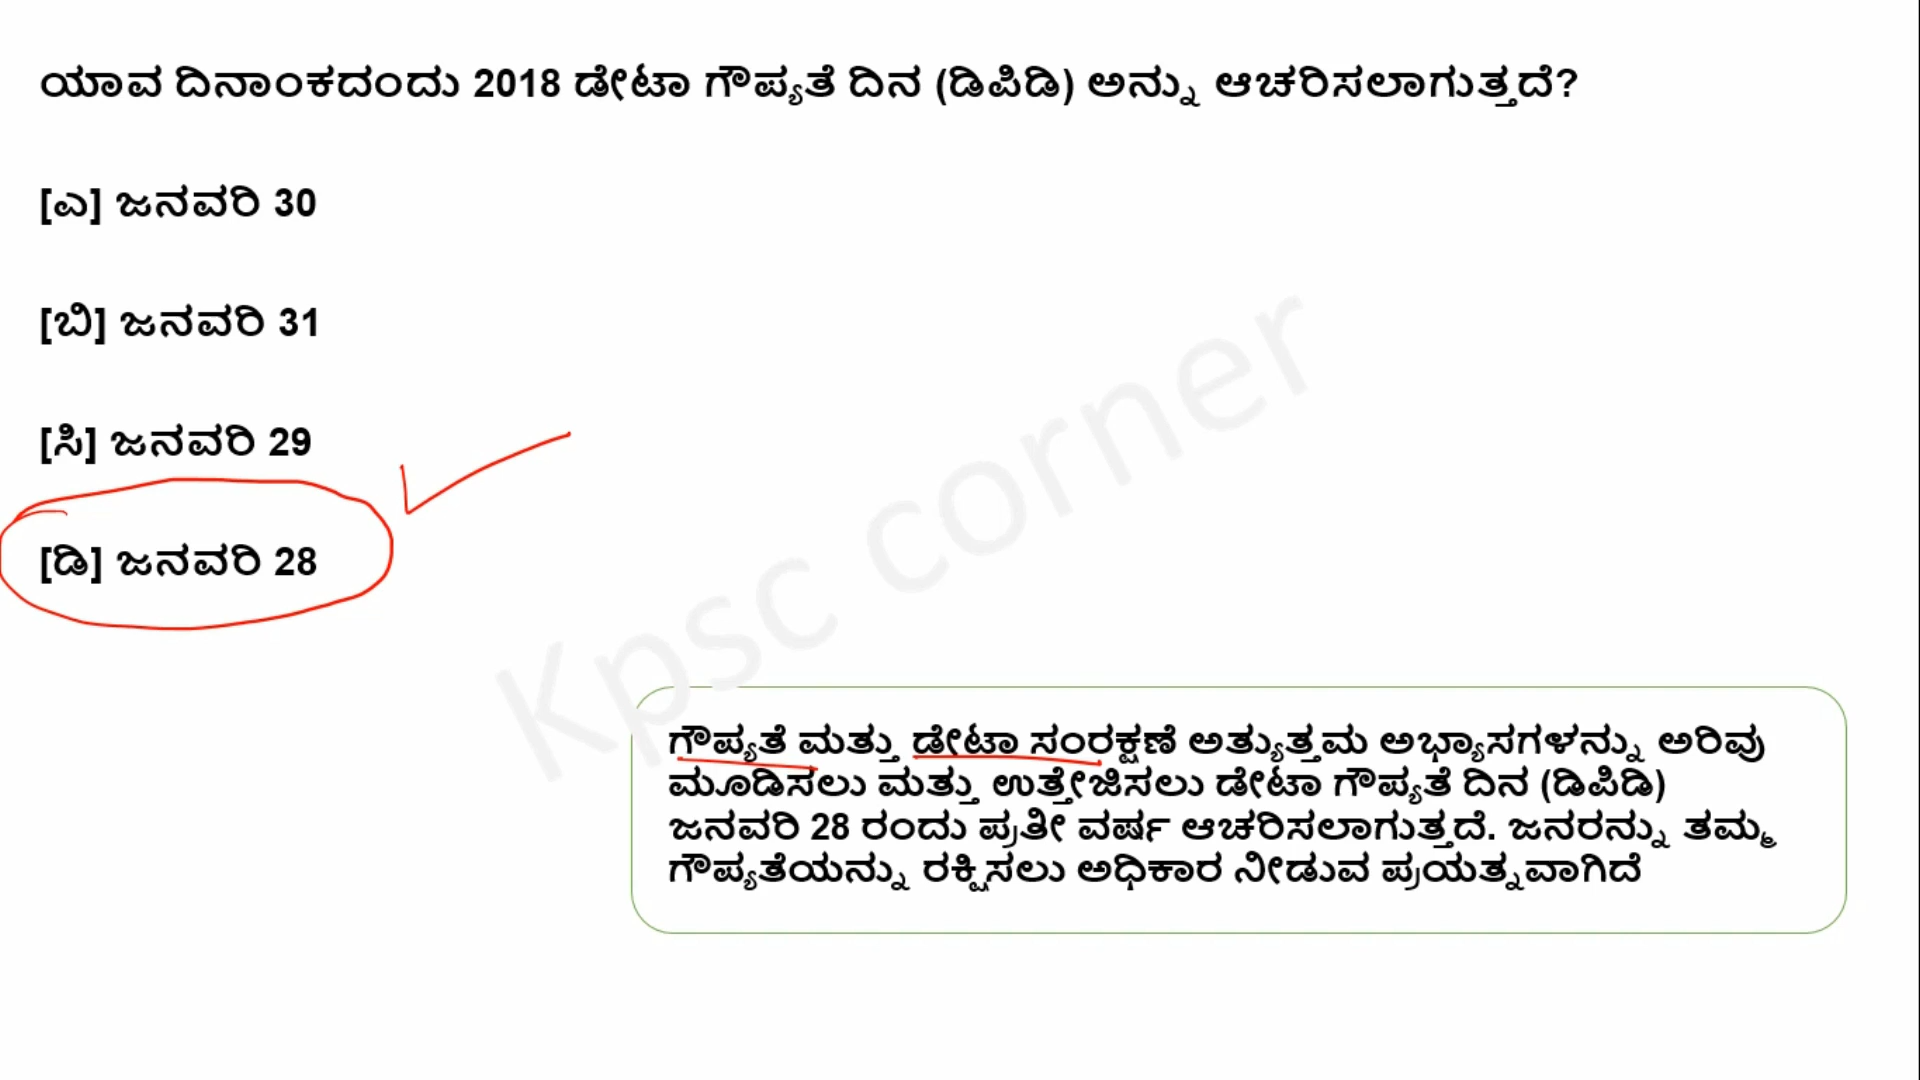 ಯಾವ ದಿನಾಂಕದಂದು 2018 ಡೇಟಾ ಗೌಪ್ಯತೆ ದಿನ (ಡಿಪಿಡಿ) ಅನ್ನು ಆಚರಿಸಲಾಗುತ್ತದೆ?
[ಎ] ಜನವರಿ 30
[ಬಿ] ಜನವರಿ 31
[ಸಿ] ಜನವರಿ 29
[ಡಿ] ಜನವರಿ 28
Kpsc corner
ಗೌಪ್ಯತೆ ಮತ್ತು ಡೇಟಾ ಸಂರಕ್ಷಣೆ ಅತ್ಯುತ್ತಮ ಅಭ್ಯಾಸಗಳನ್ನು ಅರಿವು
ಮೂಡಿಸಲು ಮತ್ತು ಉತ್ತೇಜಿಸಲು ಡೇಟಾ ಗೌಪ್ಯತೆ ದಿನ (ಡಿಪಿಡಿ)
ಜನವರಿ 28 ರಂದು ಪ್ರತೀ ವರ್ಷ ಆಚರಿಸಲಾಗುತ್ತದೆ. ಜನರನ್ನು ತಮ್ಮ
ಗೌಪ್ಯತೆಯನ್ನು ರಕ್ಷಿಸಲು ಅಧಿಕಾರ ನೀಡುವ ಪ್ರಯತ್ನವಾಗಿದೆ